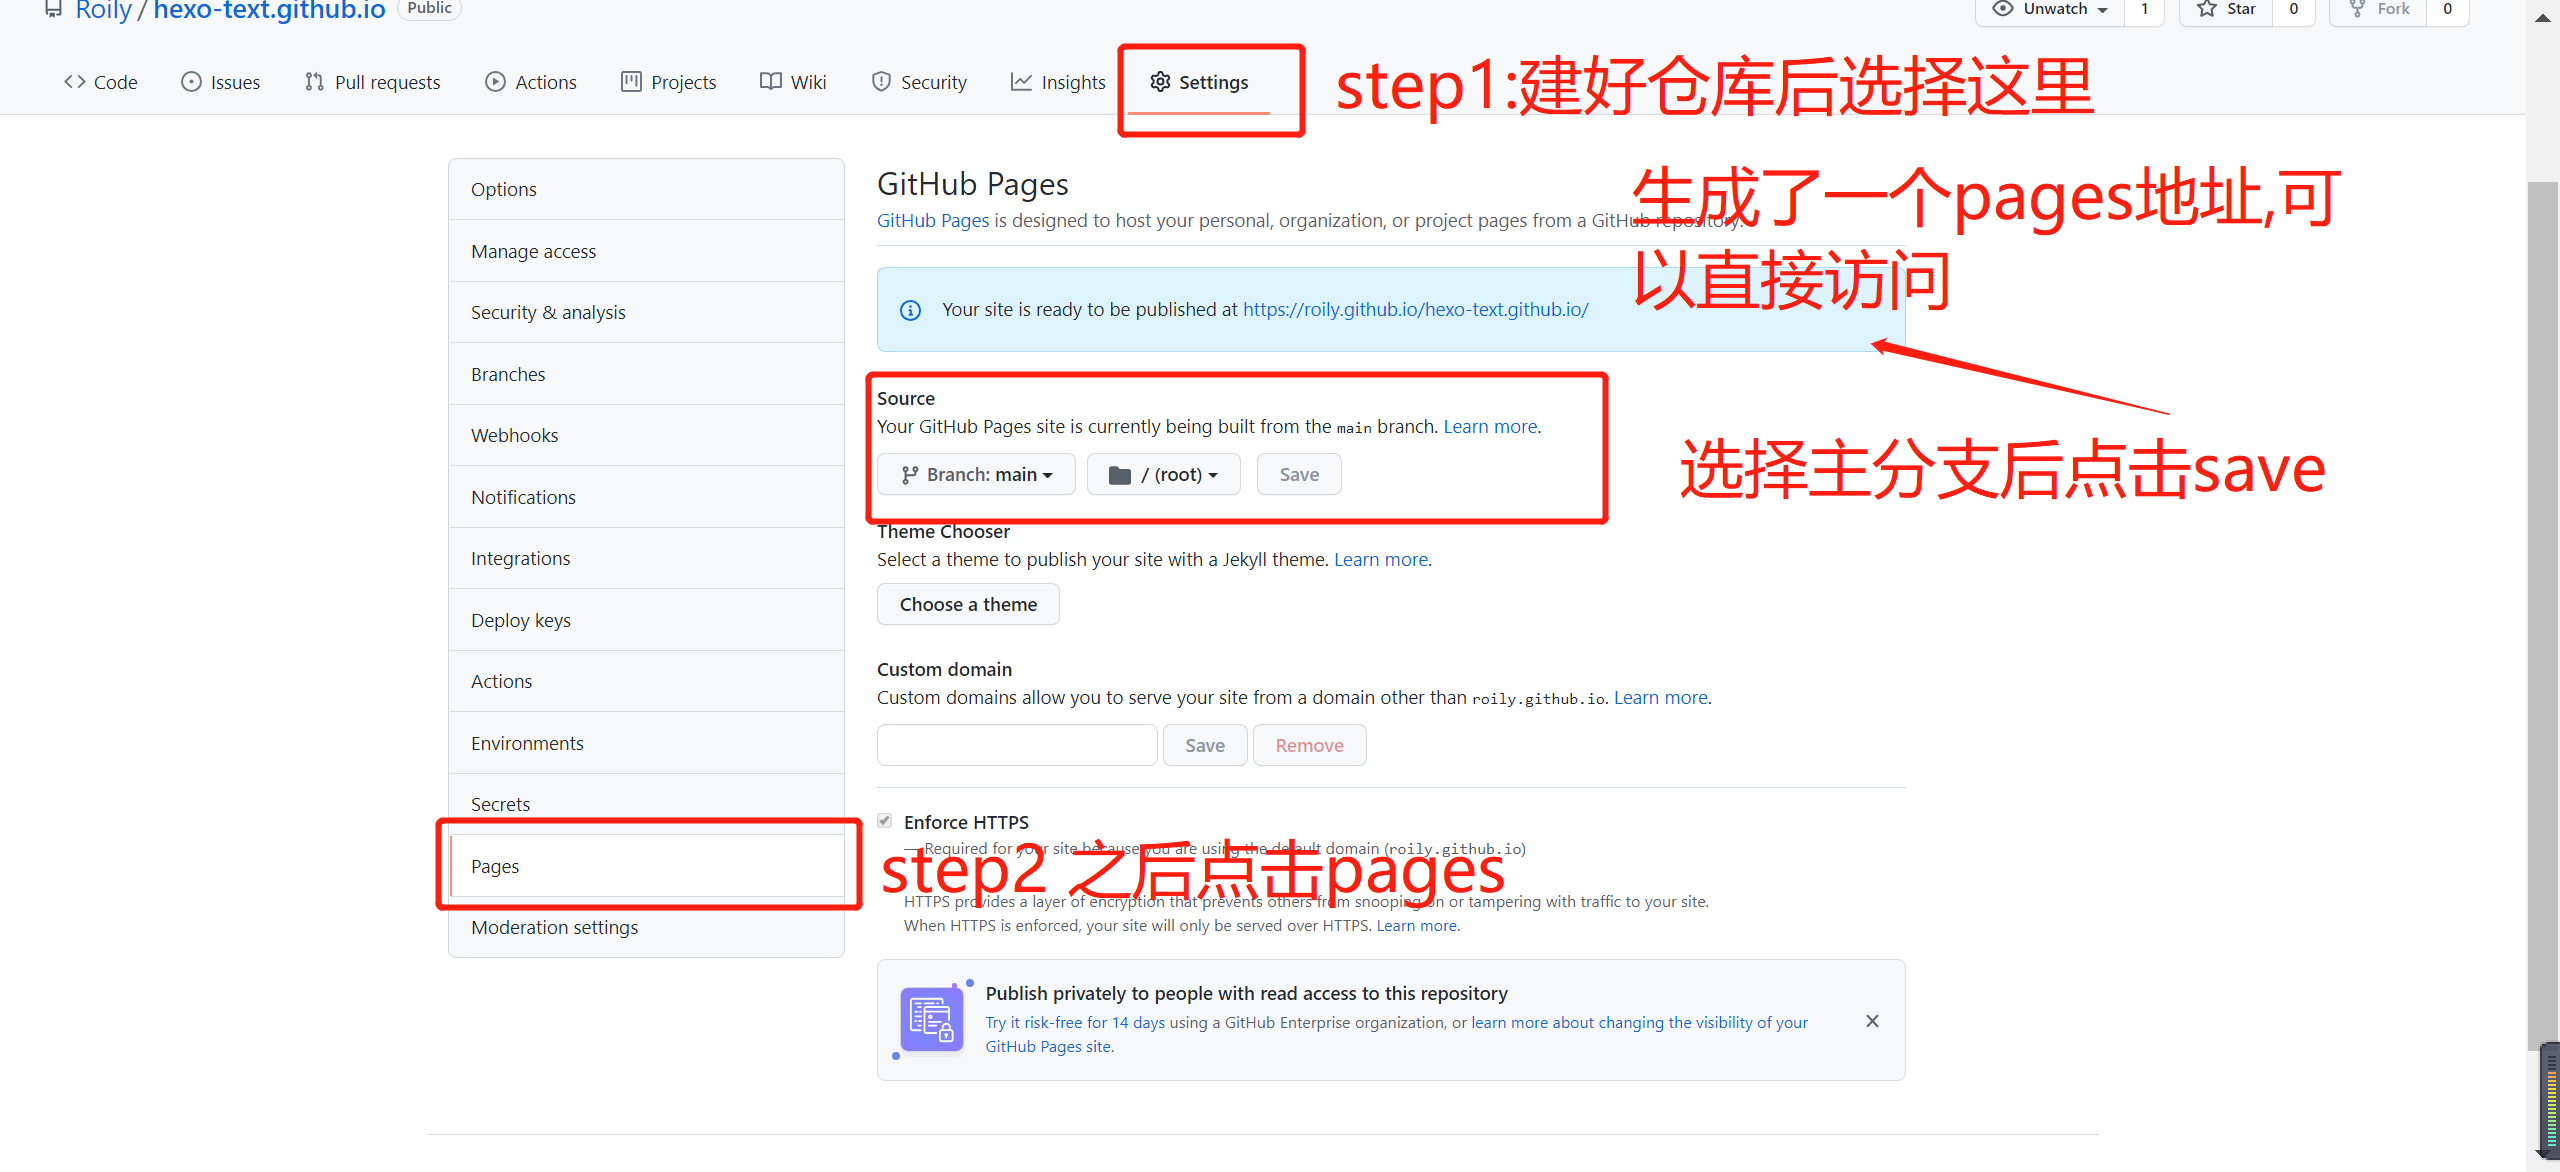 Roily / hexo-text.github.io Public
Unwatch 1 Star 0 Fork 0
Code Issues Pull requests Actions Projects Wiki Security Insights Settings
step1:建好仓库后选择这里
Options
Manage access
Security & analysis
Branches
Webhooks
Notifications
Integrations
Deploy keys
Actions
Environments
Secrets
Pages
Moderation settings
GitHub Pages
GitHub Pages is designed to host your personal, organization, or project pages from a GitHub repository.
生成了一个pages地址,可
以直接访问
Your site is ready to be published at https://roily.github.io/hexo-text.github.io/
Source
Your GitHub Pages site is currently being built from the main branch. Learn more.
Branch: main / (root) Save
选择主分支后点击save
Theme Chooser
Select a theme to publish your site with a Jekyll theme. Learn more.
Choose a theme
Custom domain
Custom domains allow you to serve your site from a domain other than roily.github.io. Learn more.
Save Remove
Enforce HTTPS
— Required for your site because you are using the default domain (roily.github.io)
step2 之后点击pages
HTTPS provides a layer of encryption that prevents others from snooping on or tampering with traffic to your site.
When HTTPS is enforced, your site will only be served over HTTPS. Learn more.
Publish privately to people with read access to this repository
Try it risk-free for 14 days using a GitHub Enterprise organization, or learn more about changing the visibility of your
GitHub Pages site.